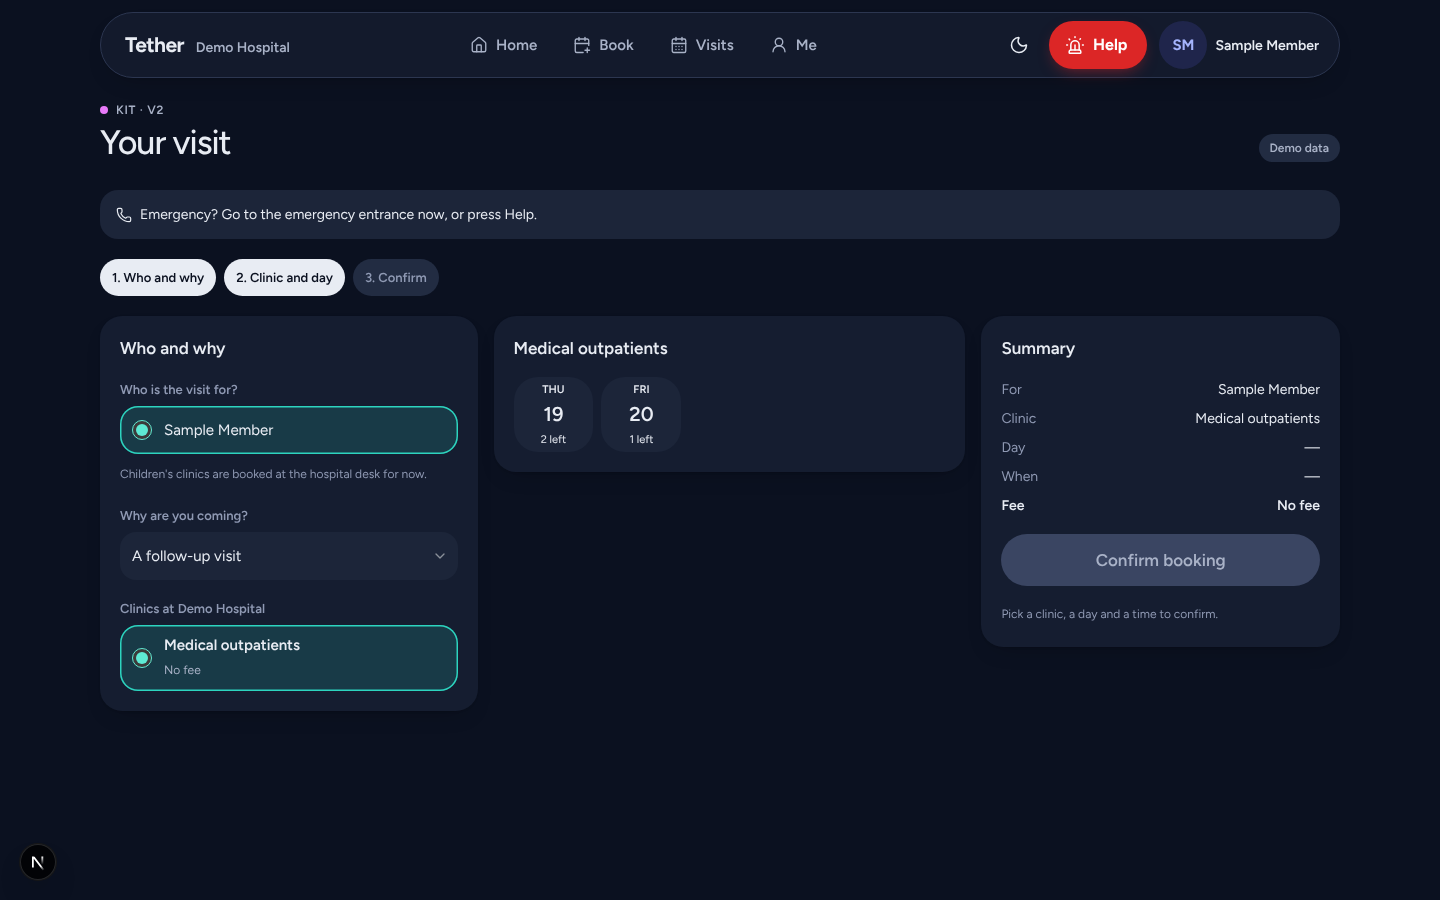 Tether Demo Hospital Home Book Visits Me Help SM Sample Member
KIT · V2
Your visit
Demo data
Emergency? Go to the emergency entrance now, or press Help.
1. Who and why 2. Clinic and day 3. Confirm
Who and why
Who is the visit for?
Sample Member
Children's clinics are booked at the hospital desk for now.
Why are you coming?
A follow-up visit
Clinics at Demo Hospital
Medical outpatients
No fee
Medical outpatients
THU FRI
19 20
2 left 1 left
Summary
For Sample Member
Clinic Medical outpatients
Day —
When —
Fee No fee
Confirm booking
Pick a clinic, a day and a time to confirm.
N